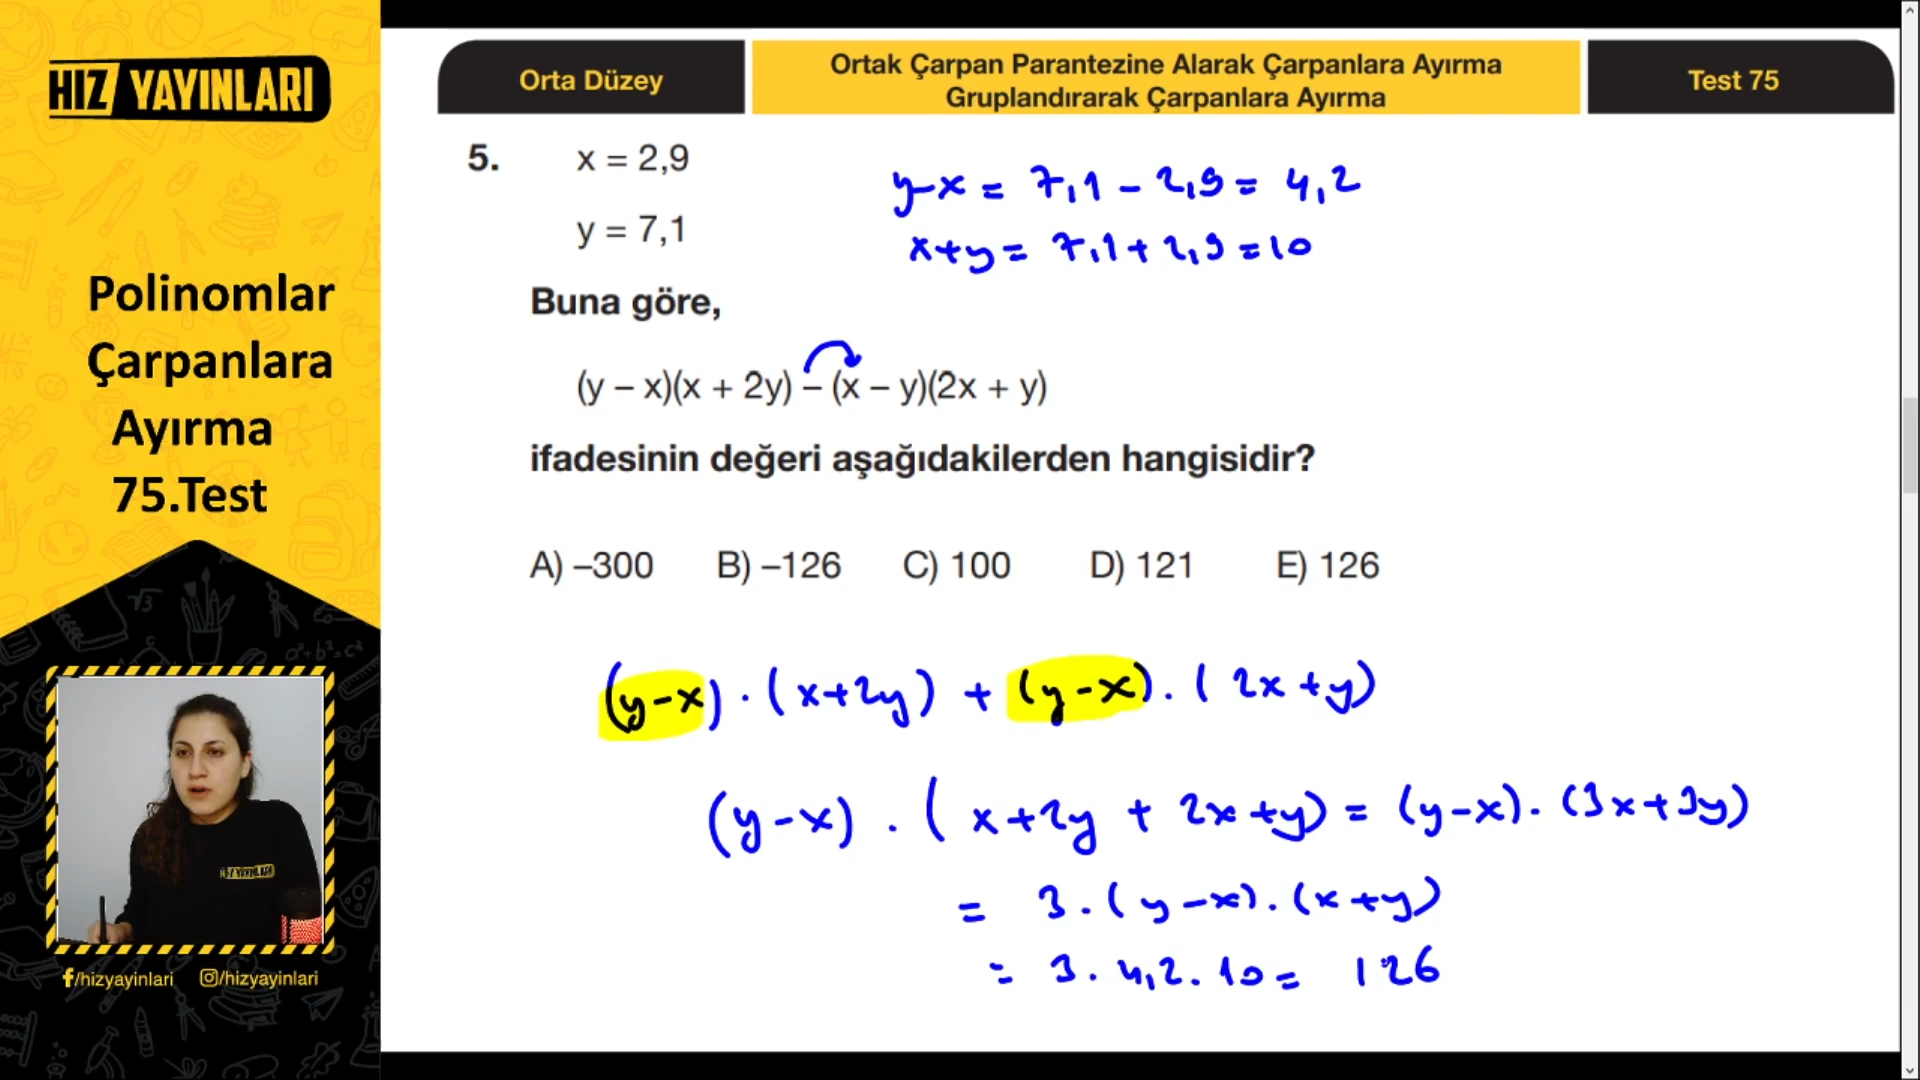 HIZ YAYINLARI
Polinomlar
Çarpanlara
Ayırma
75.Test
HIZ YAYINLARI
f/hizyayinlari /hizyayinlari
Orta Düzey
Ortak Çarpan Parantezine Alarak Çarpanlara Ayırma
Gruplandırarak Çarpanlara Ayırma
Test 75
5. x = 2,9
y = 7,1
y-x = 7,1 - 2,9 = 4,2
x+y = 7,1 + 2,9 = 10
Buna göre,
(y – x)(x + 2y) – (x – y)(2x + y)
ifadesinin değeri aşağıdakilerden hangisidir?
A) –300 B) –126 C) 100 D) 121 E) 126
(y-x) . (x+2y) + (y-x) . (2x+y)
(y-x) . (x+2y + 2x+y) = (y-x) . (3x+3y)
= 3 . (y-x) . (x+y)
= 3 . 4,2 . 10 = 126